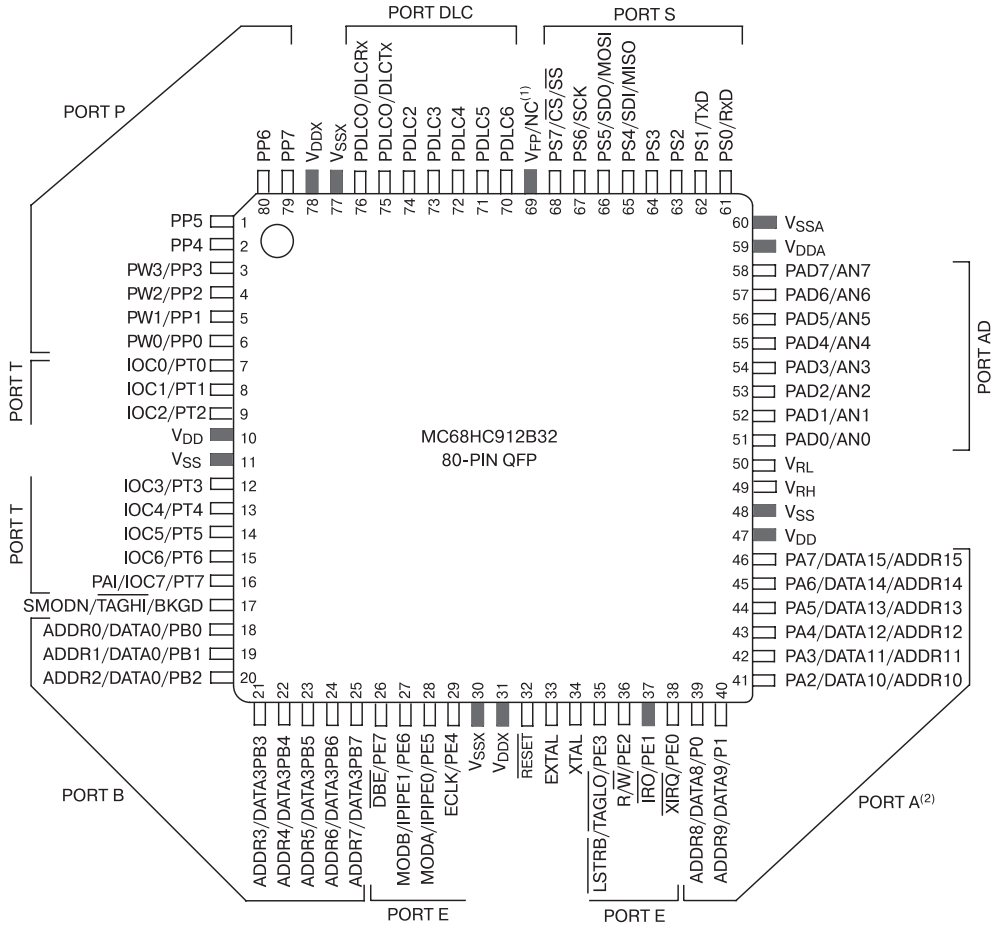 PORT DLC
PORT S
PORT P
PP6
PP7
VDDX
VSSX
PDLCO/DLCRx
PDLCO/DLCTx
PDLC2
PDLC3
PDLC4
PDLC5
PDLC6
VFP/NC(1)
PS7/CS/SS
PS6/SCK
PS5/SDO/MOSI
PS4/SDI/MISO
PS3
PS2
PS1/TxD
PS0/RxD
80
79
78
77
76
75
74
73
72
71
70
69
68
67
66
65
64
63
62
61
PP5 1
PP4 2
PW3/PP3 3
PW2/PP2 4
PW1/PP1 5
PW0/PP0 6
PORT T
IOC0/PT0 7
IOC1/PT1 8
IOC2/PT2 9
VDD 10
VSS 11
PORT T
IOC3/PT3 12
IOC4/PT4 13
IOC5/PT5 14
IOC6/PT6 15
PAI/IOC7/PT7 16
SMODN/TAGHI/BKGD 17
ADDR0/DATA0/PB0 18
ADDR1/DATA0/PB1 19
ADDR2/DATA0/PB2 20
MC68HC912B32
80-PIN QFP
60 VSSA
59 VDDA
58 PAD7/AN7
57 PAD6/AN6
56 PAD5/AN5
55 PAD4/AN4
54 PAD3/AN3
53 PAD2/AN2
52 PAD1/AN1
51 PAD0/AN0
PORT AD
50 VRL
49 VRH
48 VSS
47 VDD
46 PA7/DATA15/ADDR15
45 PA6/DATA14/ADDR14
44 PA5/DATA13/ADDR13
43 PA4/DATA12/ADDR12
42 PA3/DATA11/ADDR11
41 PA2/DATA10/ADDR10
21
22
23
24
25
26
27
28
29
30
31
32
33
34
35
36
37
38
39
40
ADDR3/DATA3PB3
ADDR4/DATA3PB4
ADDR5/DATA3PB5
ADDR6/DATA3PB6
ADDR7/DATA3PB7
DBE/PE7
MODB/IPIPE1/PE6
MODA/IPIPE0/PE5
ECLK/PE4
VSSX
VDDX
RESET
EXTAL
XTAL
LSTRB/TAGLO/PE3
R/W/PE2
IRO/PE1
XIRQ/PE0
ADDR8/DATA8/P0
ADDR9/DATA9/P1
PORT B
PORT A(2)
PORT E
PORT E